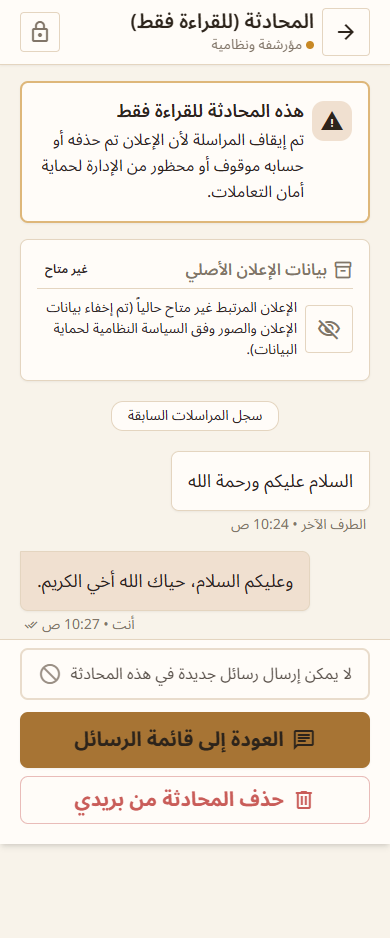 المحادثة (للقراءة فقط)
مؤرشفة ونظامية
هذه المحادثة للقراءة فقط
تم إيقاف المراسلة لأن الإعلان تم حذفه أو
حسابه موقوف أو محظور من الإدارة لحماية
أمان التعاملات.
بيانات الإعلان الأصلي
غير متاح
الإعلان المرتبط غير متاح حالياً (تم إخفاء بيانات
الإعلان والصور وفق السياسة النظامية لحماية
البيانات).
سجل المراسلات السابقة
السلام عليكم ورحمة الله
الطرف الآخر • 10:24 ص
وعليكم السلام، حياك الله أخي الكريم.
أنت • 10:27 ص
لا يمكن إرسال رسائل جديدة في هذه المحادثة
العودة إلى قائمة الرسائل
حذف المحادثة من بريدي